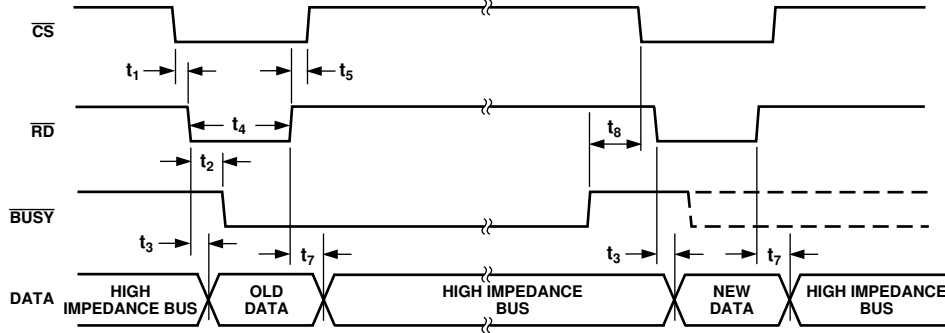 CS
t1
t5
RD
t4
t8
t2
BUSY
t3
t7
t3
t7
DATA
HIGH
IMPEDANCE BUS
OLD
DATA
HIGH IMPEDANCE
BUS
NEW
DATA
HIGH IMPEDANCE
BUS